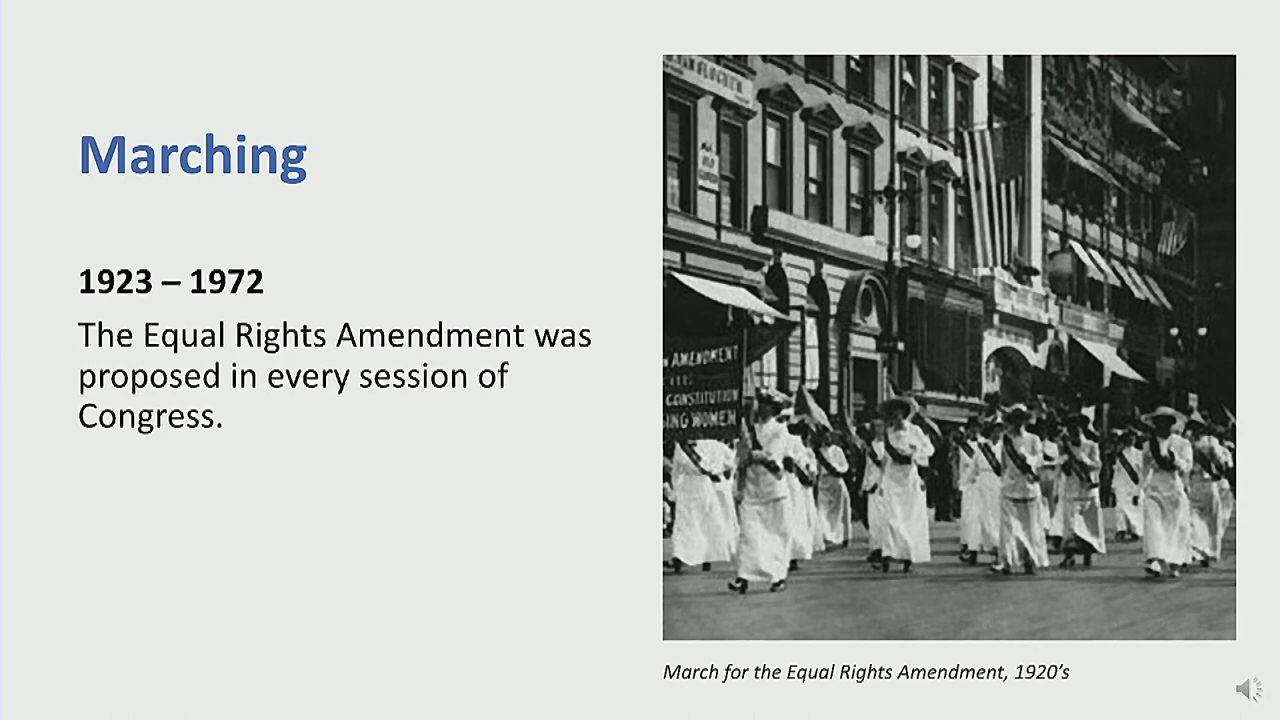 Marching
1923 – 1972
The Equal Rights Amendment was
proposed in every session of
Congress.
AMENDMENT
CONSTITUTION
WOMEN
March for the Equal Rights Amendment, 1920’s